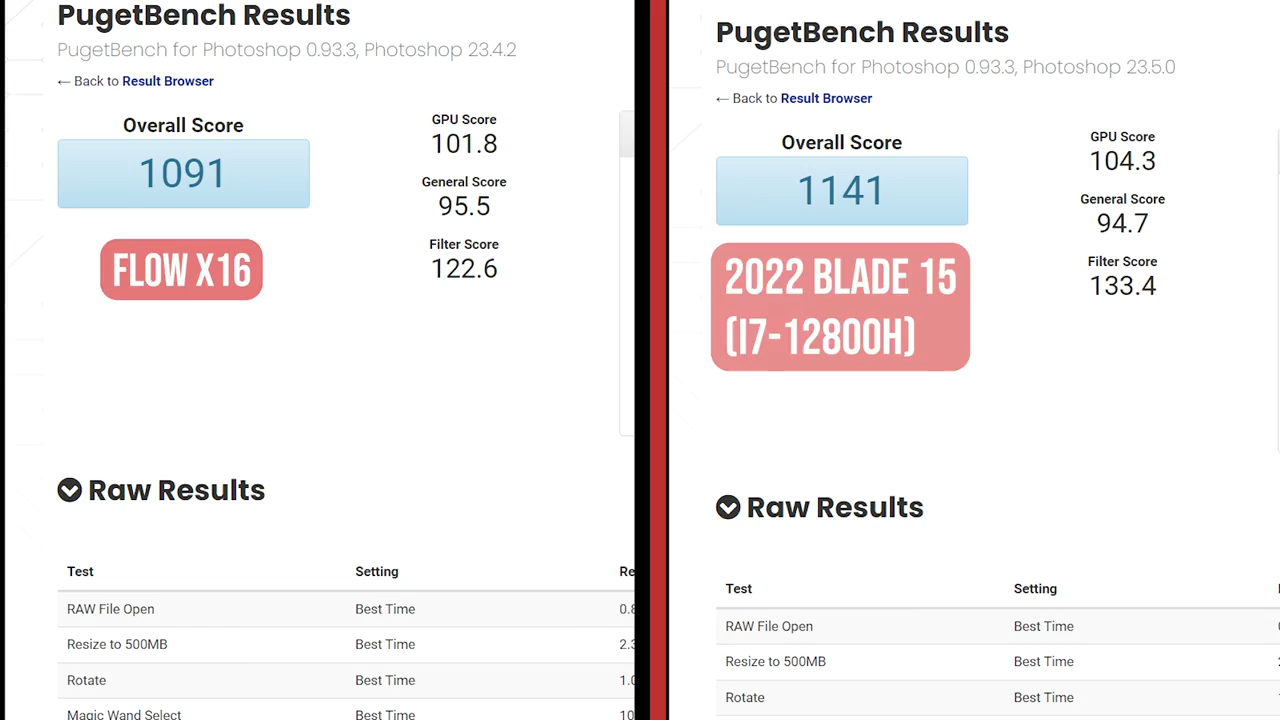 PugetBench Results
PugetBench for Photoshop 0.93.3, Photoshop 23.4.2
← Back to Result Browser
Overall Score
1091
GPU Score
101.8
General Score
95.5
Filter Score
122.6
FLOW X16
Raw Results
Test Setting
RAW File Open Best Time
Resize to 500MB Best Time
Rotate Best Time
Magic Wand Select Best Time
PugetBench Results
PugetBench for Photoshop 0.93.3, Photoshop 23.5.0
← Back to Result Browser
Overall Score
1141
GPU Score
104.3
General Score
94.7
Filter Score
133.4
2022 BLADE 15
(I7-12800H)
Raw Results
Test Setting
RAW File Open Best Time
Resize to 500MB Best Time
Rotate Best Time